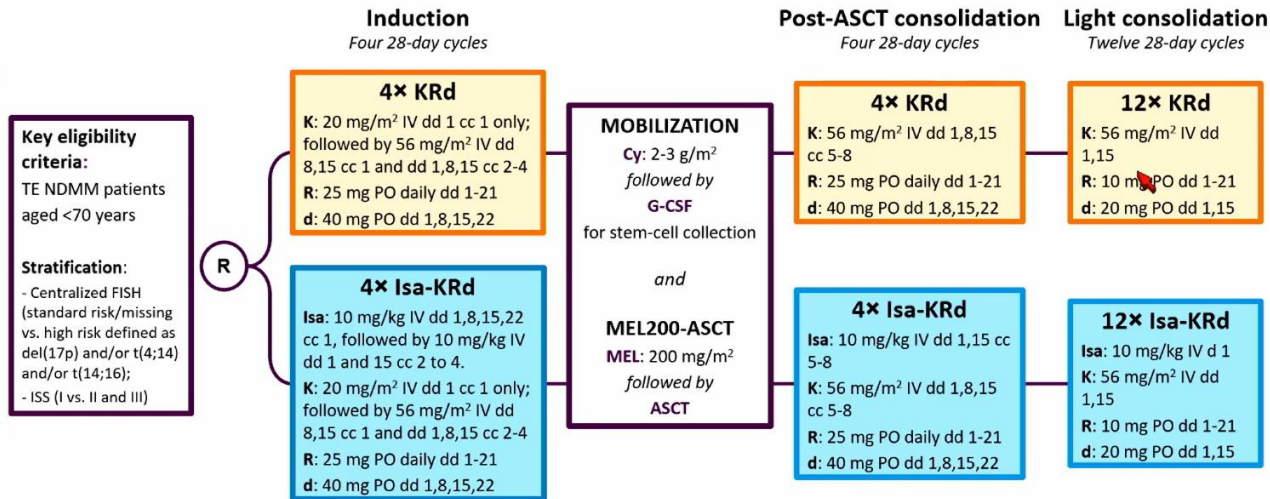 Induction
Four 28-day cycles
Post-ASCT consolidation
Four 28-day cycles
Light consolidation
Twelve 28-day cycles
Key eligibility
criteria:
TE NDMM patients
aged <70 years
Stratification:
- Centralized FISH
(standard risk/missing
vs. high risk defined as
del(17p) and/or t(4;14)
and/or t(14;16);
- ISS (I vs. II and III)
R
4× KRd
K: 20 mg/m² IV dd 1 cc 1 only;
followed by 56 mg/m² IV dd
8,15 cc 1 and dd 1,8,15 cc 2-4
R: 25 mg PO daily dd 1-21
d: 40 mg PO dd 1,8,15,22
4× Isa-KRd
Isa: 10 mg/kg IV dd 1,8,15,22
cc 1, followed by 10 mg/kg IV
dd 1 and 15 cc 2 to 4.
K: 20 mg/m² IV dd 1 cc 1 only;
followed by 56 mg/m² IV dd
8,15 cc 1 and dd 1,8,15 cc 2-4
R: 25 mg PO daily dd 1-21
d: 40 mg PO dd 1,8,15,22
MOBILIZATION
Cy: 2-3 g/m²
followed by
G-CSF
for stem-cell collection
and
MEL200-ASCT
MEL: 200 mg/m²
followed by
ASCT
4× KRd
K: 56 mg/m² IV dd 1,8,15
cc 5-8
R: 25 mg PO daily dd 1-21
d: 40 mg PO dd 1,8,15,22
4× Isa-KRd
Isa: 10 mg/kg IV dd 1,15 cc
5-8
K: 56 mg/m² IV dd 1,8,15
cc 5-8
R: 25 mg PO daily dd 1-21
d: 40 mg PO dd 1,8,15,22
12× KRd
K: 56 mg/m² IV dd
1,15
R: 10 mg PO dd 1-21
d: 20 mg PO dd 1,15
12× Isa-KRd
Isa: 10 mg/kg IV d 1
K: 56 mg/m² IV dd
1,15
R: 10 mg PO dd 1-21
d: 20 mg PO dd 1,15